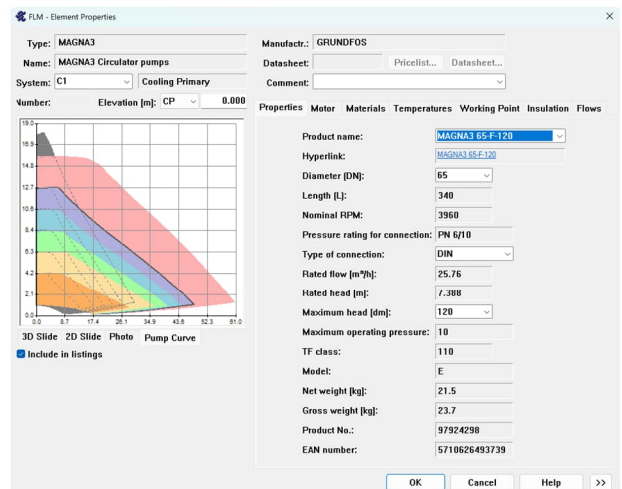 FLM - Element Properties
Type: MAGNA3
Name: MAGNA3 Circulator pumps
System: C1 Cooling Primary
Number: Elevation [m]: CP 0.000
Manufactr.: GRUNDFOS
Datasheet: Pricelist... Datasheet...
Comment:
19.0
16.9
14.8
12.7
10.6
8.4
6.3
4.2
2.1
0.0
0.0 8.7 17.4 26.1 34.9 43.6 52.3 61.0
3D Slide 2D Slide Photo Pump Curve
Include in listings
Properties Motor Materials Temperatures Working Point Insulation Flows
Product name: MAGNA3 65-F-120
Hyperlink: MAGNA3 65-F-120
Diameter [DN]: 65
Length [L]: 340
Nominal RPM: 3960
Pressure rating for connection: PN 6/10
Type of connection: DIN
Rated flow [m³/h]: 25.76
Rated head [m]: 7.388
Maximum head [dm]: 120
Maximum operating pressure: 10
TF class: 110
Model: E
Net weight [kg]: 21.5
Gross weight [kg]: 23.7
Product No.: 97924298
EAN number: 5710626493739
OK Cancel Help >>